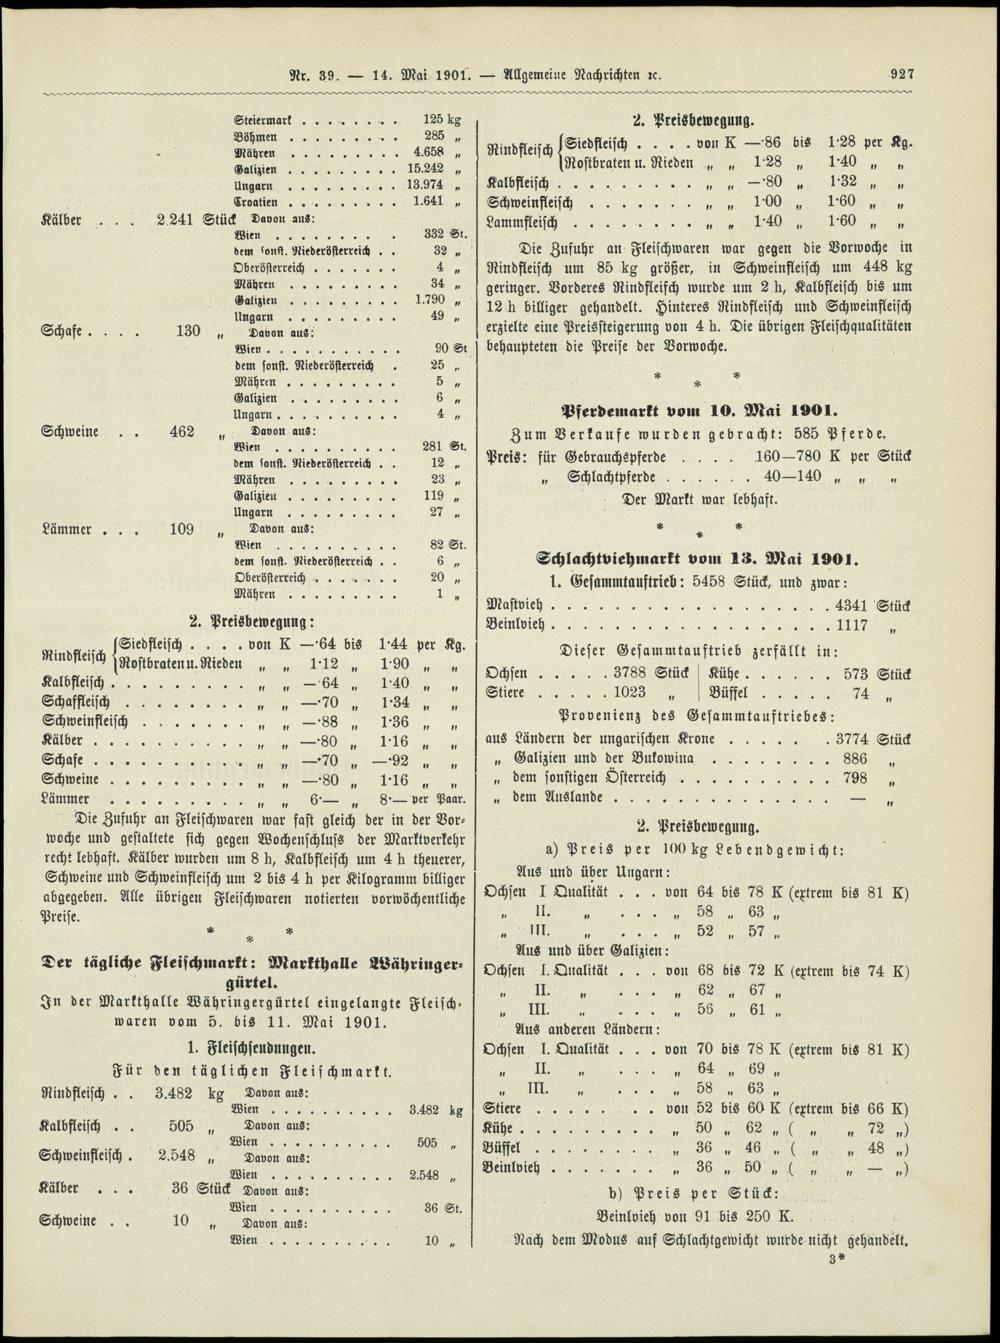 Nr. 39. — 14. Mai 1901. — Allgemeine Nachrichten ꝛc. 927
Steiermark . . . . . . . . 125 kg
Böhmen . . . . . . . . . 285 „
Mähren . . . . . . . . . 4.658 „
Galizien . . . . . . . . . 15.242 „
Ungarn . . . . . . . . . 13.974 „
Croatien . . . . . . . . . 1.641 „
Kälber . . . 2.241 Stück Davon aus:
Wien . . . . . . . . . 332 St.
dem sonst. Niederösterreich . . 32 „
Oberösterreich . . . . . . . 4 „
Mähren . . . . . . . . . 34 „
Galizien . . . . . . . . . 1.790 „
Ungarn . . . . . . . . . 49 „
Schafe . . . . 130 „ Davon aus:
Wien . . . . . . . . . . 90 St
dem sonst. Niederösterreich . 25 „
Mähren . . . . . . . . . 5 „
Galizien . . . . . . . . . 6 „
Ungarn . . . . . . . . . . 4 „
Schweine . . 462 „ Davon aus:
Wien . . . . . . . . . . 281 St.
dem sonst. Niederösterreich . . 12 „
Mähren . . . . . . . . . 23 „
Galizien . . . . . . . . . 119 „
Ungarn . . . . . . . . . 27 „
Lämmer . . . 109 „ Davon aus:
Wien . . . . . . . . . . 82 St.
dem sonst. Niederösterreich . . 6 „
Oberösterreich . . . . . . . 20 „
Mähren . . . . . . . . . 1 „
2. Preisbewegung:
Rindfleisch { Siedfleisch . . . . von K —·64 bis 1·44 per Kg.
Rostbraten u. Rieden „ „ 1·12 „ 1·90 „ „
Kalbfleisch . . . . . . . . . „ „ —·64 „ 1·40 „ „
Schaffleisch . . . . . . . . „ „ —·70 „ 1·34 „ „
Schweinfleisch . . . . . . . „ „ —·88 „ 1·36 „ „
Kälber . . . . . . . . . . „ „ —·80 „ 1·16 „ „
Schafe . . . . . . . . . . „ „ —·70 „ —·92 „ „
Schweine . . . . . . . . . „ „ —·80 „ 1·16 „ „
Lämmer . . . . . . . . . „ „ 6·— „ 8·— per Paar.
Die Zufuhr an Fleischwaren war fast gleich der in der Vor-
woche und gestaltete sich gegen Wochenschluss der Marktverkehr
recht lebhaft. Kälber wurden um 8 h, Kalbfleisch um 4 h theuerer,
Schweine und Schweinfleisch um 2 bis 4 h per Kilogramm billiger
abgegeben. Alle übrigen Fleischwaren notierten vorwöchentliche
Preise.
* * *
Der tägliche Fleischmarkt: Markthalle Währinger-
gürtel.
In der Markthalle Währingergürtel eingelangte Fleisch-
waren vom 5. bis 11. Mai 1901.
1. Fleischsendungen.
Für den täglichen Fleischmarkt.
Rindfleisch . . 3.482 kg Davon aus:
Wien . . . . . . . . . . 3.482 kg
Kalbfleisch . . 505 „ Davon aus:
Wien . . . . . . . . . . 505 „
Schweinfleisch . 2.548 „ Davon aus:
Wien . . . . . . . . . . 2.548 „
Kälber . . . 36 Stück Davon aus:
Wien . . . . . . . . . . 36 St.
Schweine . . 10 „ Davon aus:
Wien . . . . . . . . . . 10 „
2. Preisbewegung.
Rindfleisch { Siedfleisch . . . . von K —·86 bis 1·28 per Kg.
Rostbraten u. Rieden „ „ 1·28 „ 1·40 „ „
Kalbfleisch . . . . . . . . . „ „ —·80 „ 1·32 „ „
Schweinfleisch . . . . . . . „ „ 1·00 „ 1·60 „ „
Lammfleisch . . . . . . . . „ „ 1·40 „ 1·60 „ „
Die Zufuhr an Fleischwaren war gegen die Vorwoche in
Rindfleisch um 85 kg größer, in Schweinfleisch um 448 kg
geringer. Vorderes Rindfleisch wurde um 2 h, Kalbfleisch bis um
12 h billiger gehandelt. Hinteres Rindfleisch und Schweinfleisch
erzielte eine Preissteigerung von 4 h. Die übrigen Fleischqualitäten
behaupteten die Preise der Vorwoche.
* * *
Pferdemarkt vom 10. Mai 1901.
Zum Verkaufe wurden gebracht: 585 Pferde.
Preis: für Gebrauchspferde . . . . 160—780 K per Stück
„ Schlachtpferde . . . . . . 40—140 „ „ „
Der Markt war lebhaft.
* * *
Schlachtviehmarkt vom 13. Mai 1901.
1. Gesammtauftrieb: 5458 Stück, und zwar:
Mastvieh . . . . . . . . . . . . . . . . . . 4341 Stück
Beinlvieh . . . . . . . . . . . . . . . . . . 1117 „
Dieser Gesammtauftrieb zerfällt in:
Ochsen . . . . . 3788 Stück | Kühe . . . . . . 573 Stück
Stiere . . . . . 1023 „ | Büffel . . . . . 74 „
Provenienz des Gesammtauftriebes:
aus Ländern der ungarischen Krone . . . . . . 3774 Stück
„ Galizien und der Bukowina . . . . . . . . 886 „
„ dem sonstigen Österreich . . . . . . . . . . 798 „
„ dem Auslande . . . . . . . . . . . . . . — „
2. Preisbewegung.
a) Preis per 100 kg Lebendgewicht:
Aus und über Ungarn:
Ochsen I Qualität . . . von 64 bis 78 K (extrem bis 81 K)
„ II. „ . . . „ 58 „ 63 „
„ III. „ . . . „ 52 „ 57 „
Aus und über Galizien:
Ochsen I. Qualität . . . von 68 bis 72 K (extrem bis 74 K)
„ II. „ . . . „ 62 „ 67 „
„ III. „ . . . „ 56 „ 61 „
Aus anderen Ländern:
Ochsen I. Qualität . . . von 70 bis 78 K (extrem bis 81 K)
„ II. „ . . . „ 64 „ 69 „
„ III. „ . . . „ 58 „ 63 „
Stiere . . . . . . . . von 52 bis 60 K (extrem bis 66 K)
Kühe . . . . . . . . . „ 50 „ 62 „ ( „ „ 72 „)
Büffel . . . . . . . . „ 36 „ 46 „ ( „ „ 48 „)
Beinlvieh . . . . . . . „ 36 „ 50 „ ( „ „ — „)
b) Preis per Stück:
Beinlvieh von 91 bis 250 K.
Nach dem Modus auf Schlachtgewicht wurde nicht gehandelt.
3*